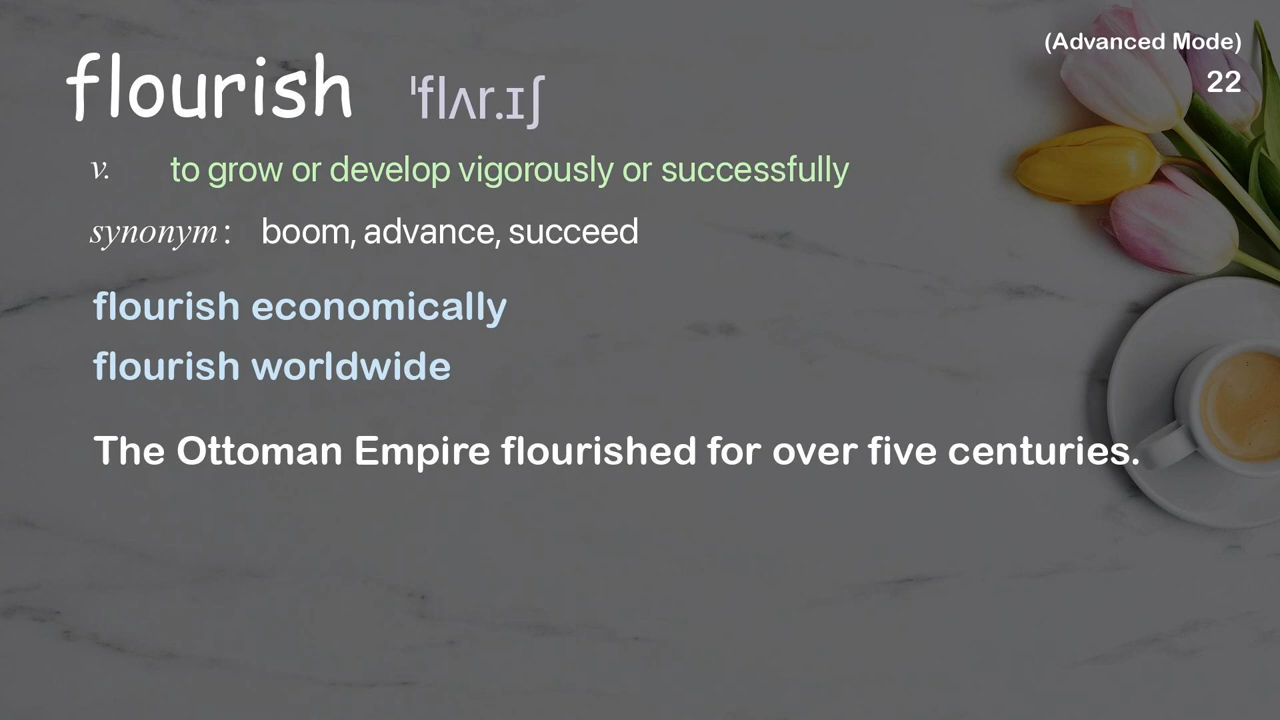 (Advanced Mode)
22
flourish ˈflʌr.ɪʃ
v. to grow or develop vigorously or successfully
synonym : boom, advance, succeed
flourish economically
flourish worldwide
The Ottoman Empire flourished for over five centuries.